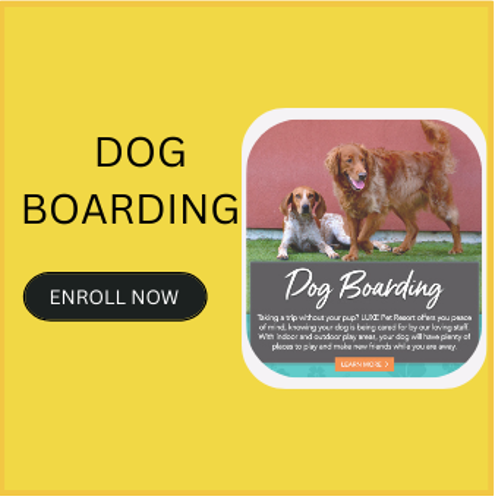 DOG
BOARDING
ENROLL NOW
Dog Boarding
Taking a trip without your pup? LUXE Pet Resort offers you peace
of mind, knowing your dog is being cared for by our loving staff.
With indoor and outdoor play areas, your dog will have plenty of
places to play and make new friends while you are away.
LEARN MORE >